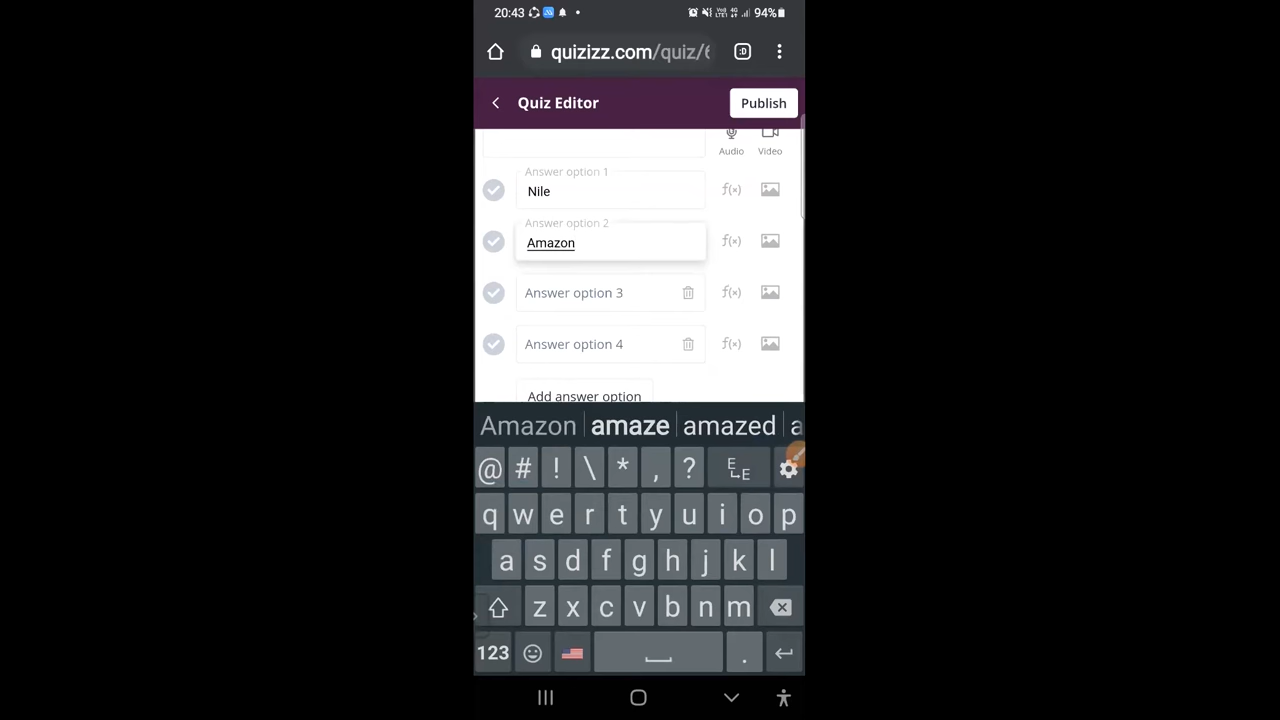 20:43 94%
quizizz.com/quiz/6
Quiz Editor Publish
Audio Video
Answer option 1
Nile f(x)
Answer option 2
Amazon f(x)
Answer option 3 f(x)
Answer option 4 f(x)
Add answer option
Amazon amaze amazed a
@ # ! \ * , ? E E
q w e r t y u i o p
a s d f g h j k l
z x c v b n m
123 .